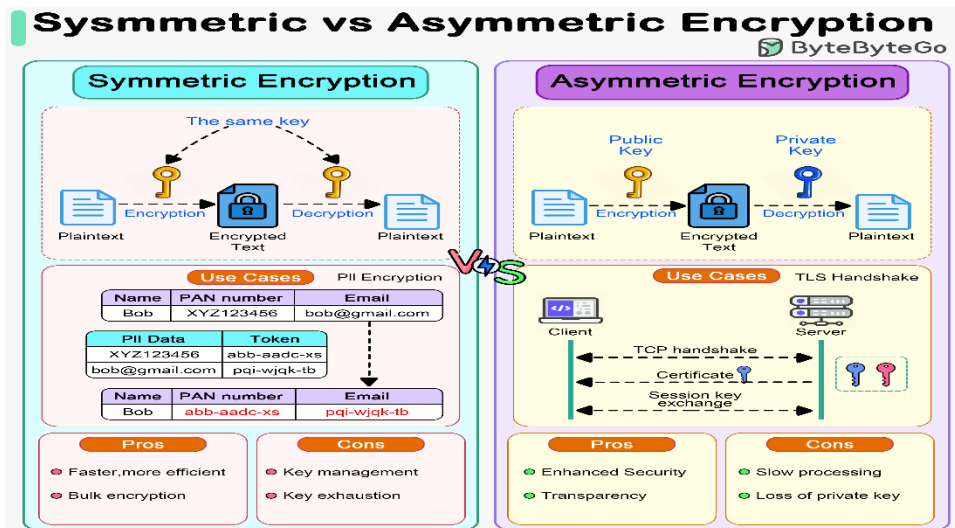 Sysmmetric vs Asymmetric Encryption
ByteByteGo
Symmetric Encryption
The same key
Encryption
Decryption
Plaintext
Encrypted
Text
Plaintext
Use Cases
PII Encryption
Name PAN number Email
Bob XYZ123456 bob@gmail.com
PII Data Token
XYZ123456 abb-aadc-xs
bob@gmail.com pqi-wjqk-tb
Name PAN number Email
Bob abb-aadc-xs pqi-wjqk-tb
Pros
Faster,more efficient
Bulk encryption
Cons
Key management
Key exhaustion
VS
Asymmetric Encryption
Public
Key
Private
Key
Encryption
Decryption
Plaintext
Encrypted
Text
Plaintext
Use Cases
TLS Handshake
Client
Server
TCP handshake
Certificate
Session key
exchange
Pros
Enhanced Security
Transparency
Cons
Slow processing
Loss of private key